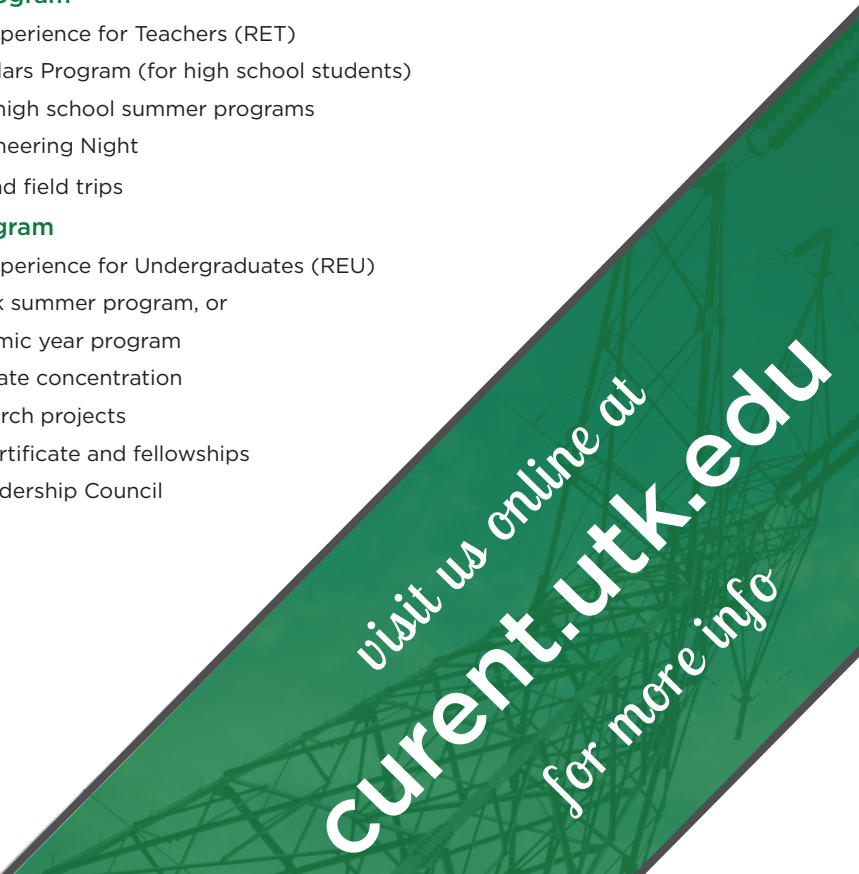 ogram
perience for Teachers (RET)
lars Program (for high school students)
high school summer programs
neering Night
nd field trips
gram
perience for Undergraduates (REU)
k summer program, or
mic year program
ate concentration
rch projects
rtificate and fellowships
dership Council
visit us online at
curent.utk.edu
for more info